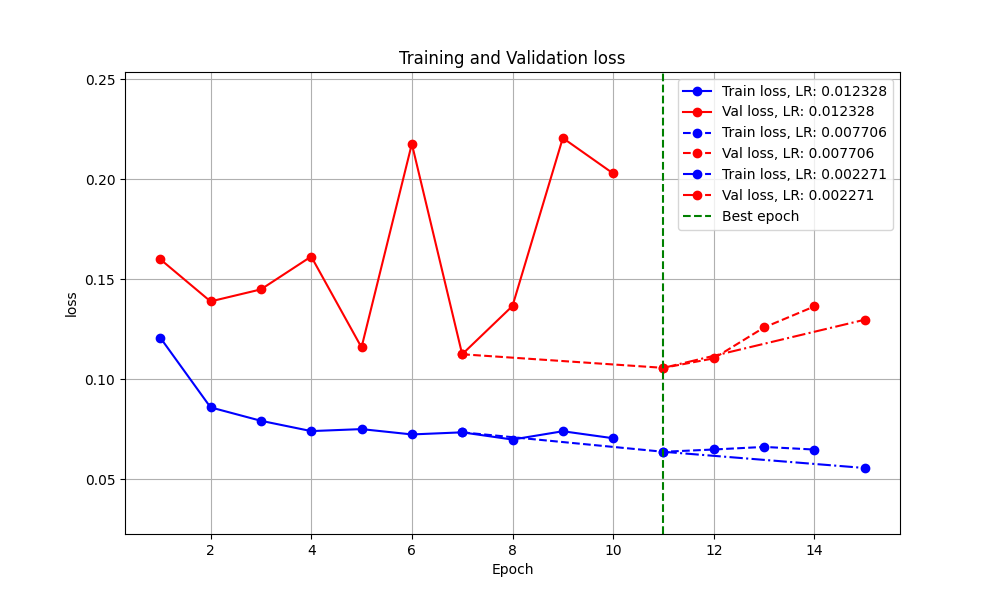 Training and Validation loss
0.25
0.20
0.15
0.10
0.05
loss
Train loss, LR: 0.012328
Val loss, LR: 0.012328
Train loss, LR: 0.007706
Val loss, LR: 0.007706
Train loss, LR: 0.002271
Val loss, LR: 0.002271
Best epoch
2 4 6 8 10 12 14
Epoch